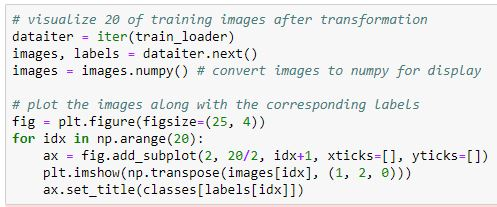 # visualize 20 of training images after transformation
dataiter = iter(train_loader)
images, labels = dataiter.next()
images = images.numpy() # convert images to numpy for display

# plot the images along with the corresponding labels
fig = plt.figure(figsize=(25, 4))
for idx in np.arange(20):
    ax = fig.add_subplot(2, 20/2, idx+1, xticks=[], yticks=[])
    plt.imshow(np.transpose(images[idx], (1, 2, 0)))
    ax.set_title(classes[labels[idx]])